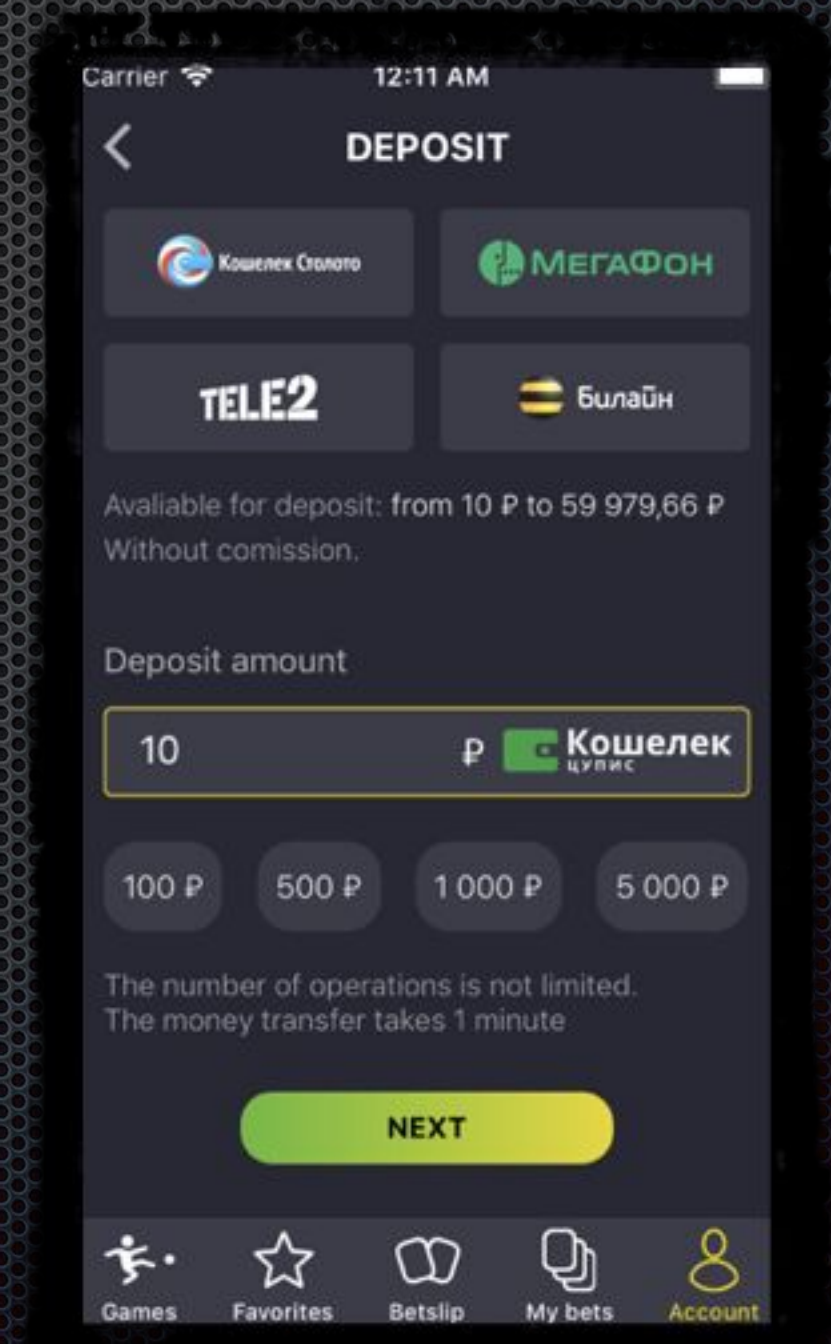 Carrier 12:11 AM
DEPOSIT
Кошелек Столото
МЕГАФОН
TELE2
Билайн
Avaliable for deposit: from 10 ₽ to 59 979,66 ₽
Without comission.
Deposit amount
10 ₽ Кошелек
ЦУПИС
100 ₽ 500 ₽ 1 000 ₽ 5 000 ₽
The number of operations is not limited.
The money transfer takes 1 minute
NEXT
Games Favorites Betslip My bets Account